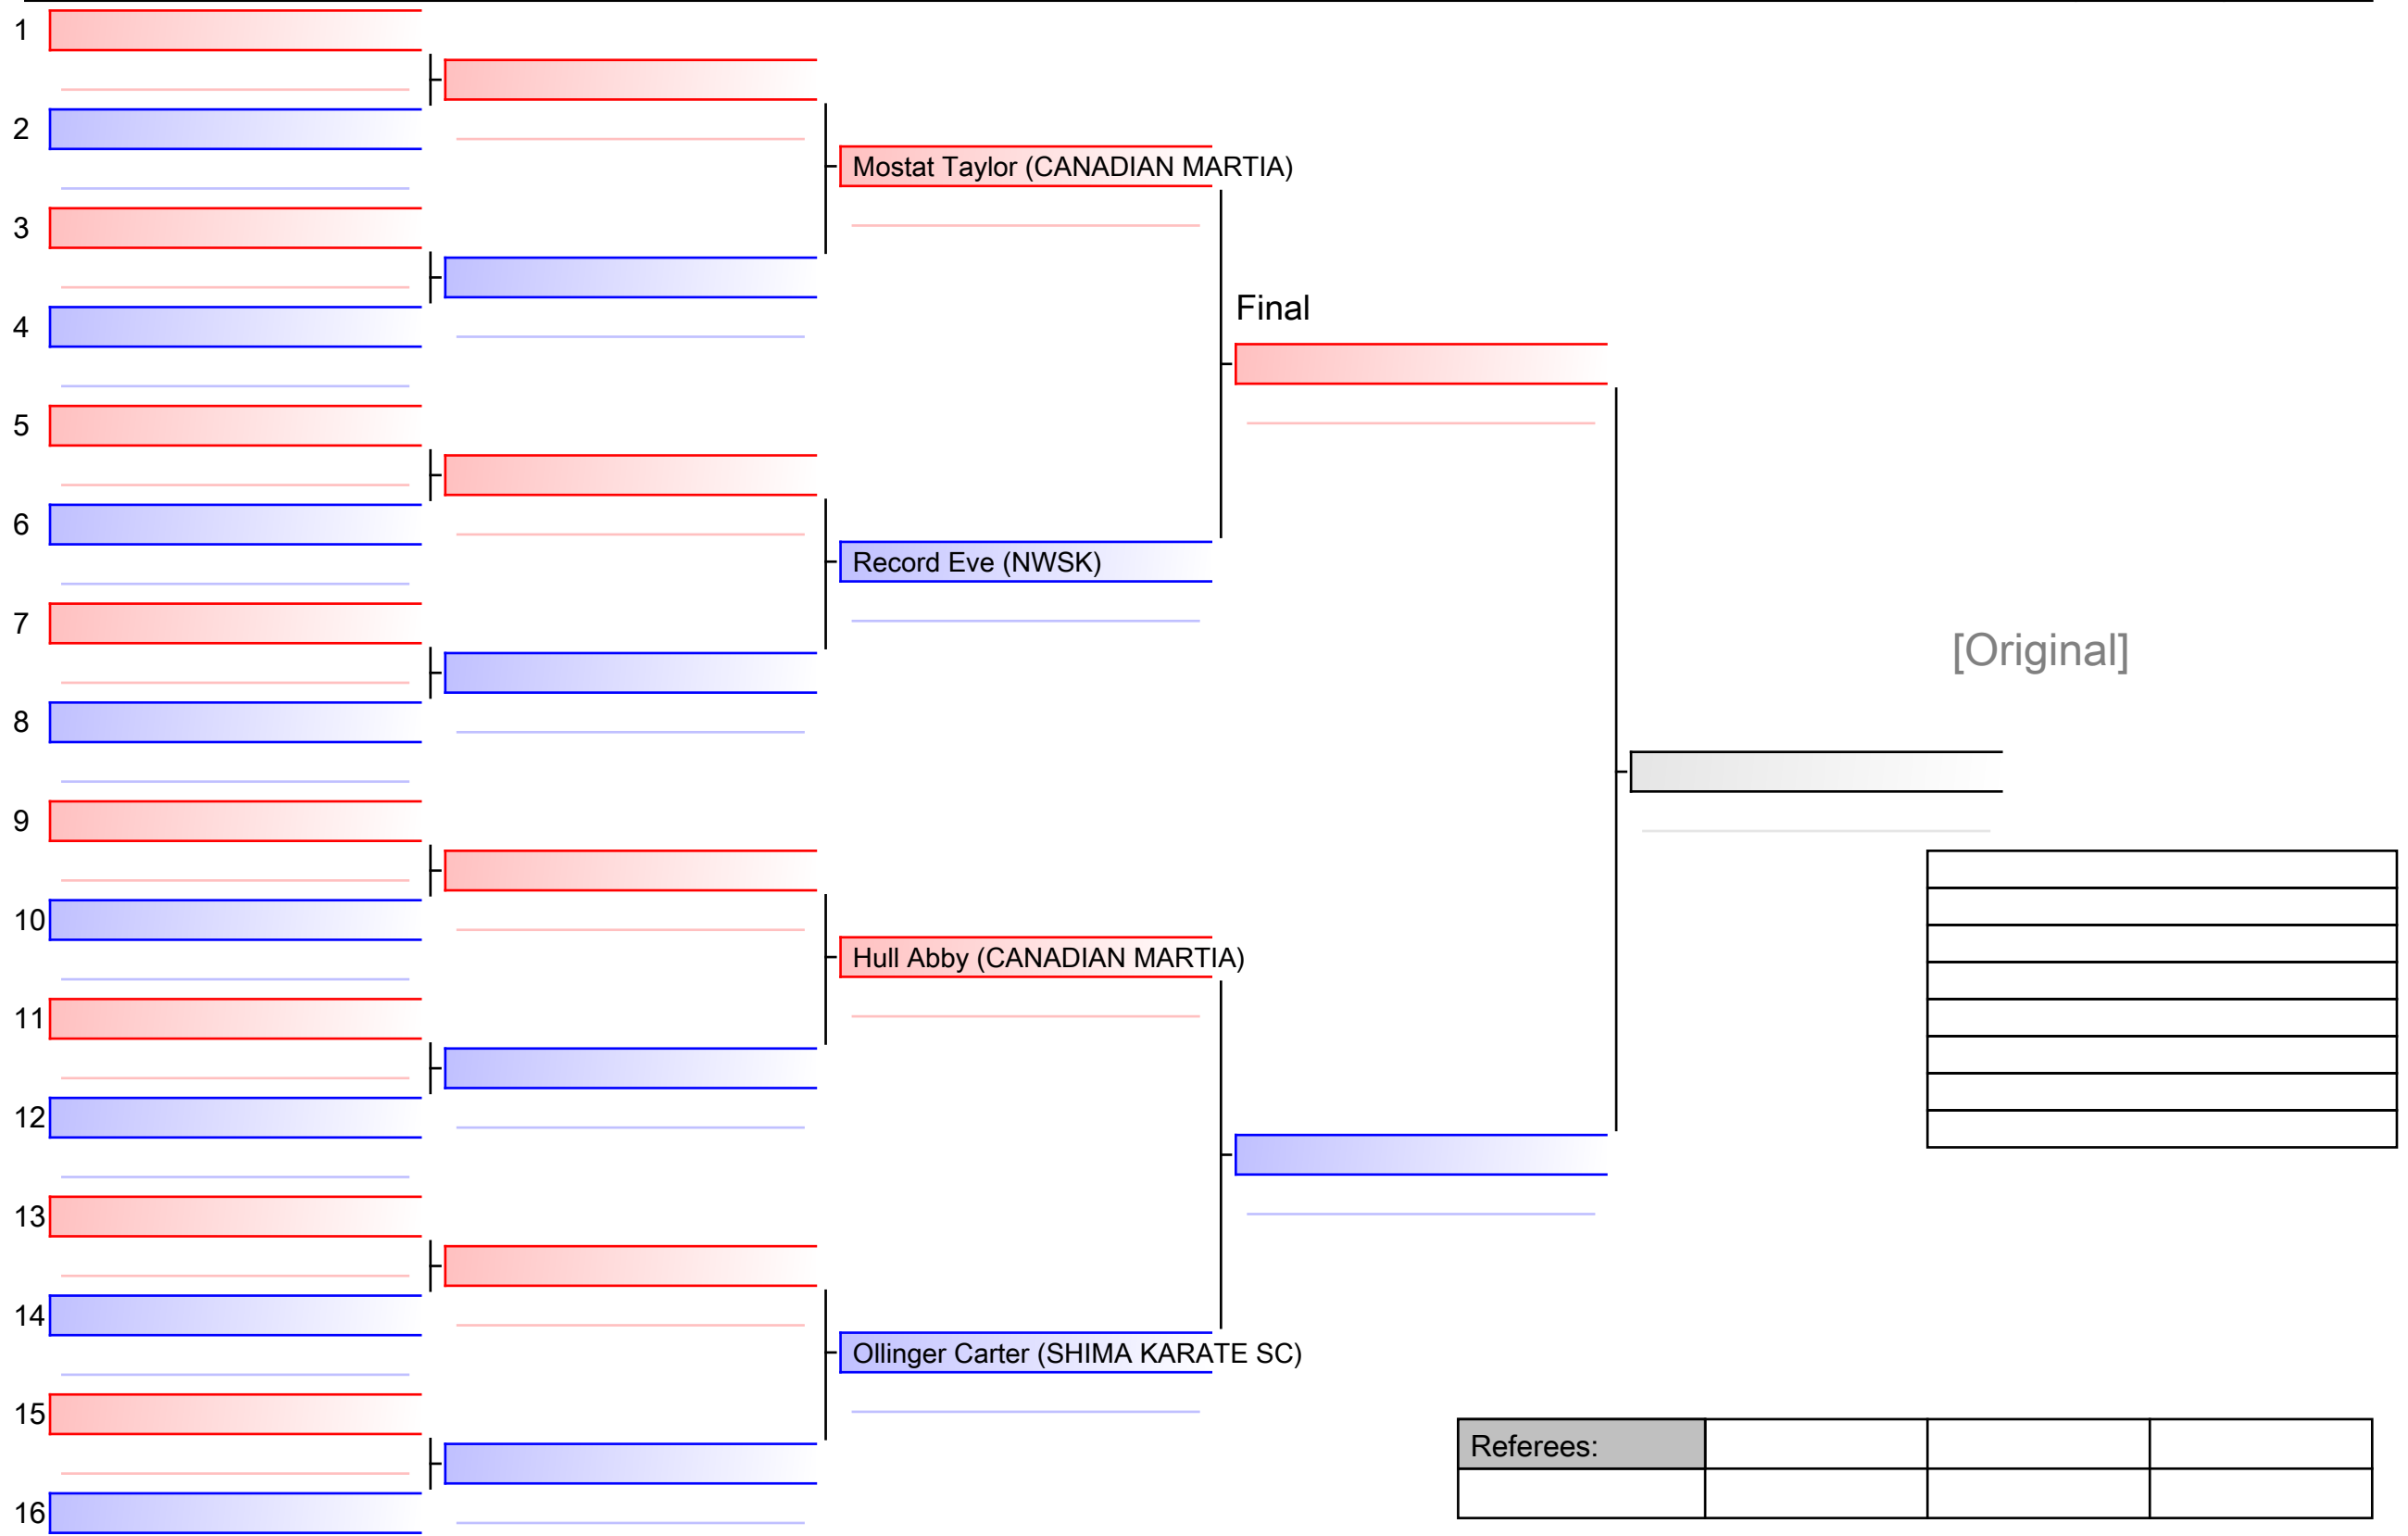 1
2
Mostat Taylor (CANADIAN MARTIA)
3
Final
4
5
6
Record Eve (NWSK)
7
[Original]
8
9
10
Hull Abby (CANADIAN MARTIA)
11
12
13
14
Ollinger Carter (SHIMA KARATE SC)
15
Referees:
16